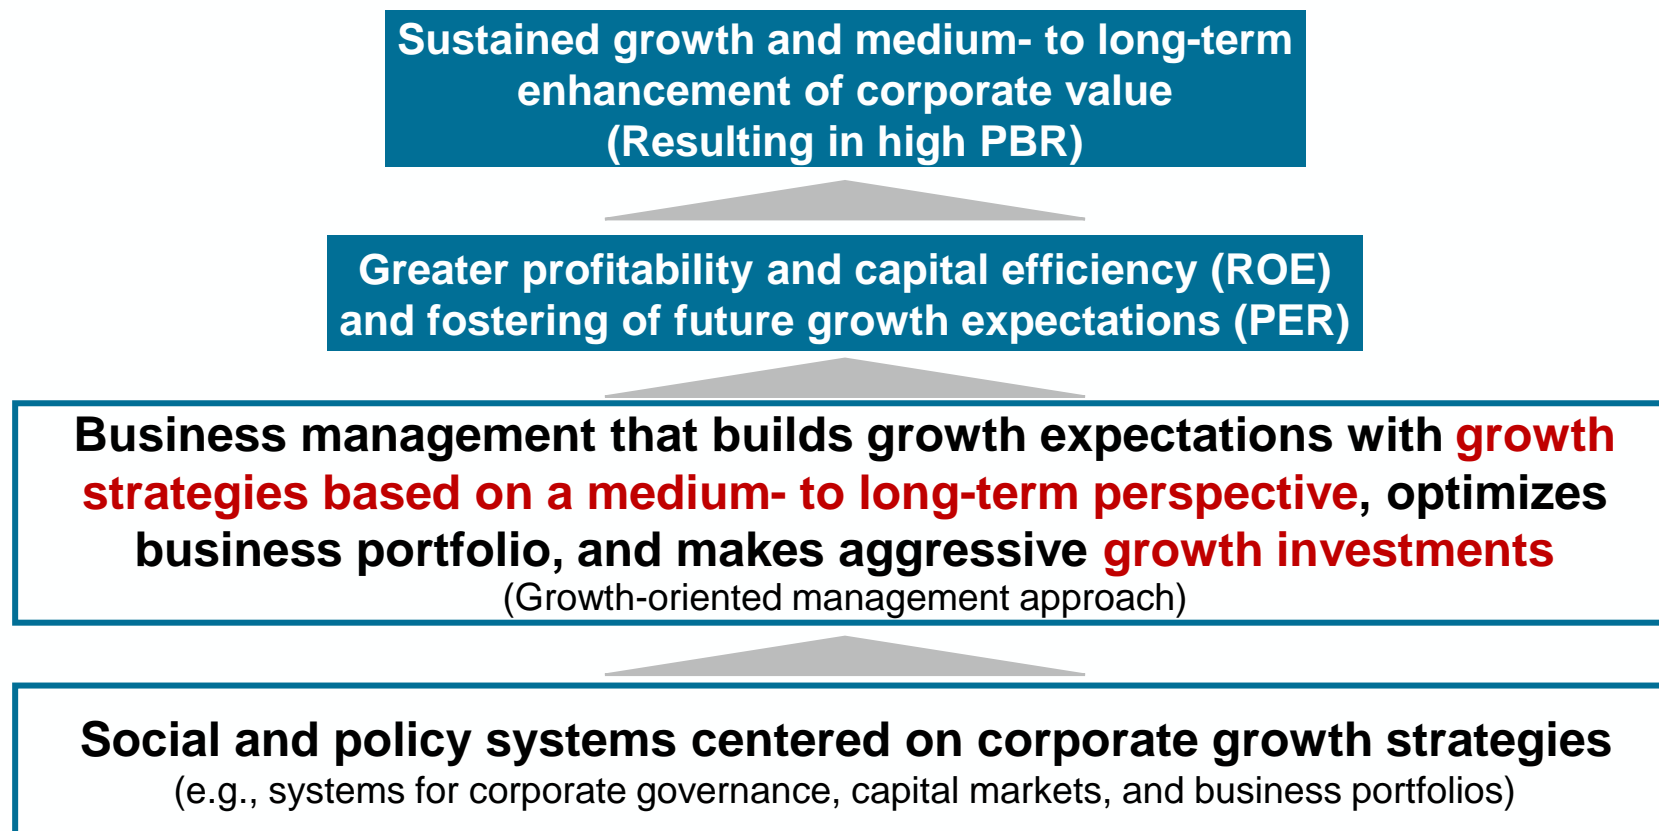 Sustained growth and medium- to long-term
enhancement of corporate value
(Resulting in high PBR)
Greater profitability and capital efficiency (ROE)
and fostering of future growth expectations (PER)
Business management that builds growth expectations with growth
strategies based on a medium- to long-term perspective, optimizes
business portfolio, and makes aggressive growth investments
(Growth-oriented management approach)
Social and policy systems centered on corporate growth strategies
(e.g., systems for corporate governance, capital markets, and business portfolios)